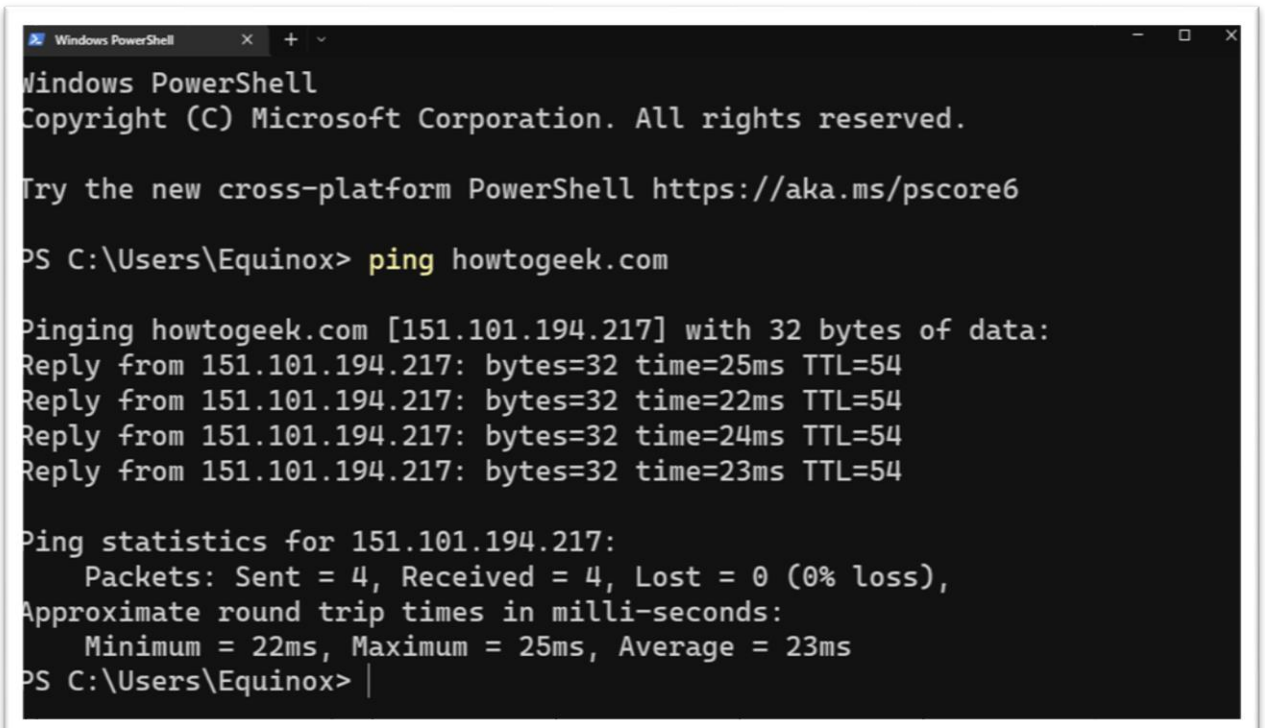 Windows PowerShell
Windows PowerShell
Copyright (C) Microsoft Corporation. All rights reserved.
Try the new cross-platform PowerShell https://aka.ms/pscore6
PS C:\Users\Equinox> ping howtogeek.com
Pinging howtogeek.com [151.101.194.217] with 32 bytes of data:
Reply from 151.101.194.217: bytes=32 time=25ms TTL=54
Reply from 151.101.194.217: bytes=32 time=22ms TTL=54
Reply from 151.101.194.217: bytes=32 time=24ms TTL=54
Reply from 151.101.194.217: bytes=32 time=23ms TTL=54
Ping statistics for 151.101.194.217:
    Packets: Sent = 4, Received = 4, Lost = 0 (0% loss),
Approximate round trip times in milli-seconds:
    Minimum = 22ms, Maximum = 25ms, Average = 23ms
PS C:\Users\Equinox>